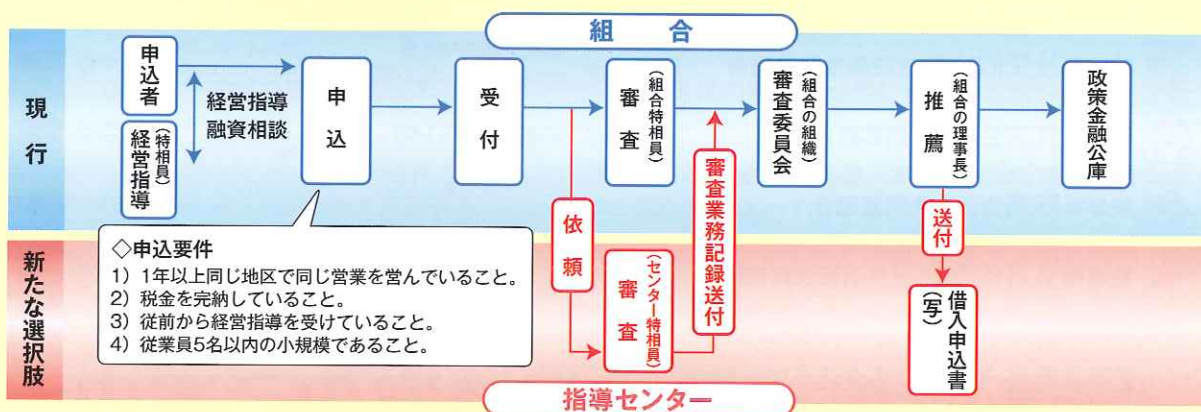 組合
現行
申込者
経営指導
（特相員）
経営指導
融資相談
申込
受付
審査
（組合特相員）
審査委員会
（組合の組織）
推薦
（組合の理事長）
政策金融公庫
依頼
審査業務記録送付
送付
新たな選択肢
◇申込要件
1）1年以上同じ地区で同じ営業を営んでいること。
2）税金を完納していること。
3）従前から経営指導を受けていること。
4）従業員5名以内の小規模であること。
審査
（センター特相員）
借入申込書
（写）
指導センター